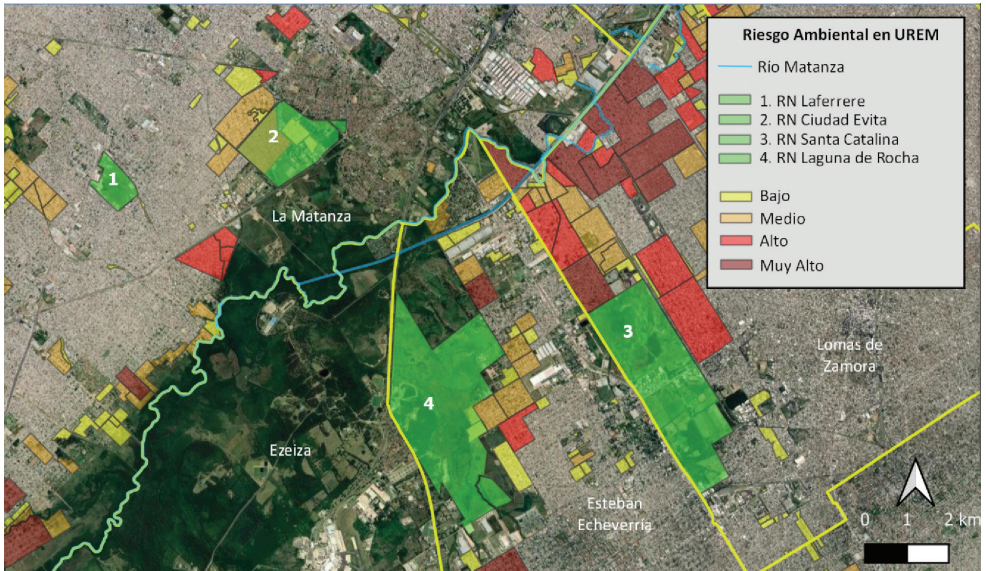 Riesgo Ambiental en UREM
Río Matanza
1. RN Laferrere
2. RN Ciudad Evita
3. RN Santa Catalina
4. RN Laguna de Rocha
Bajo
Medio
Alto
Muy Alto
2
1
La Matanza
3
Lomas de
Zamora
4
Ezeiza
Esteban
Echeverría
0 1 2 km